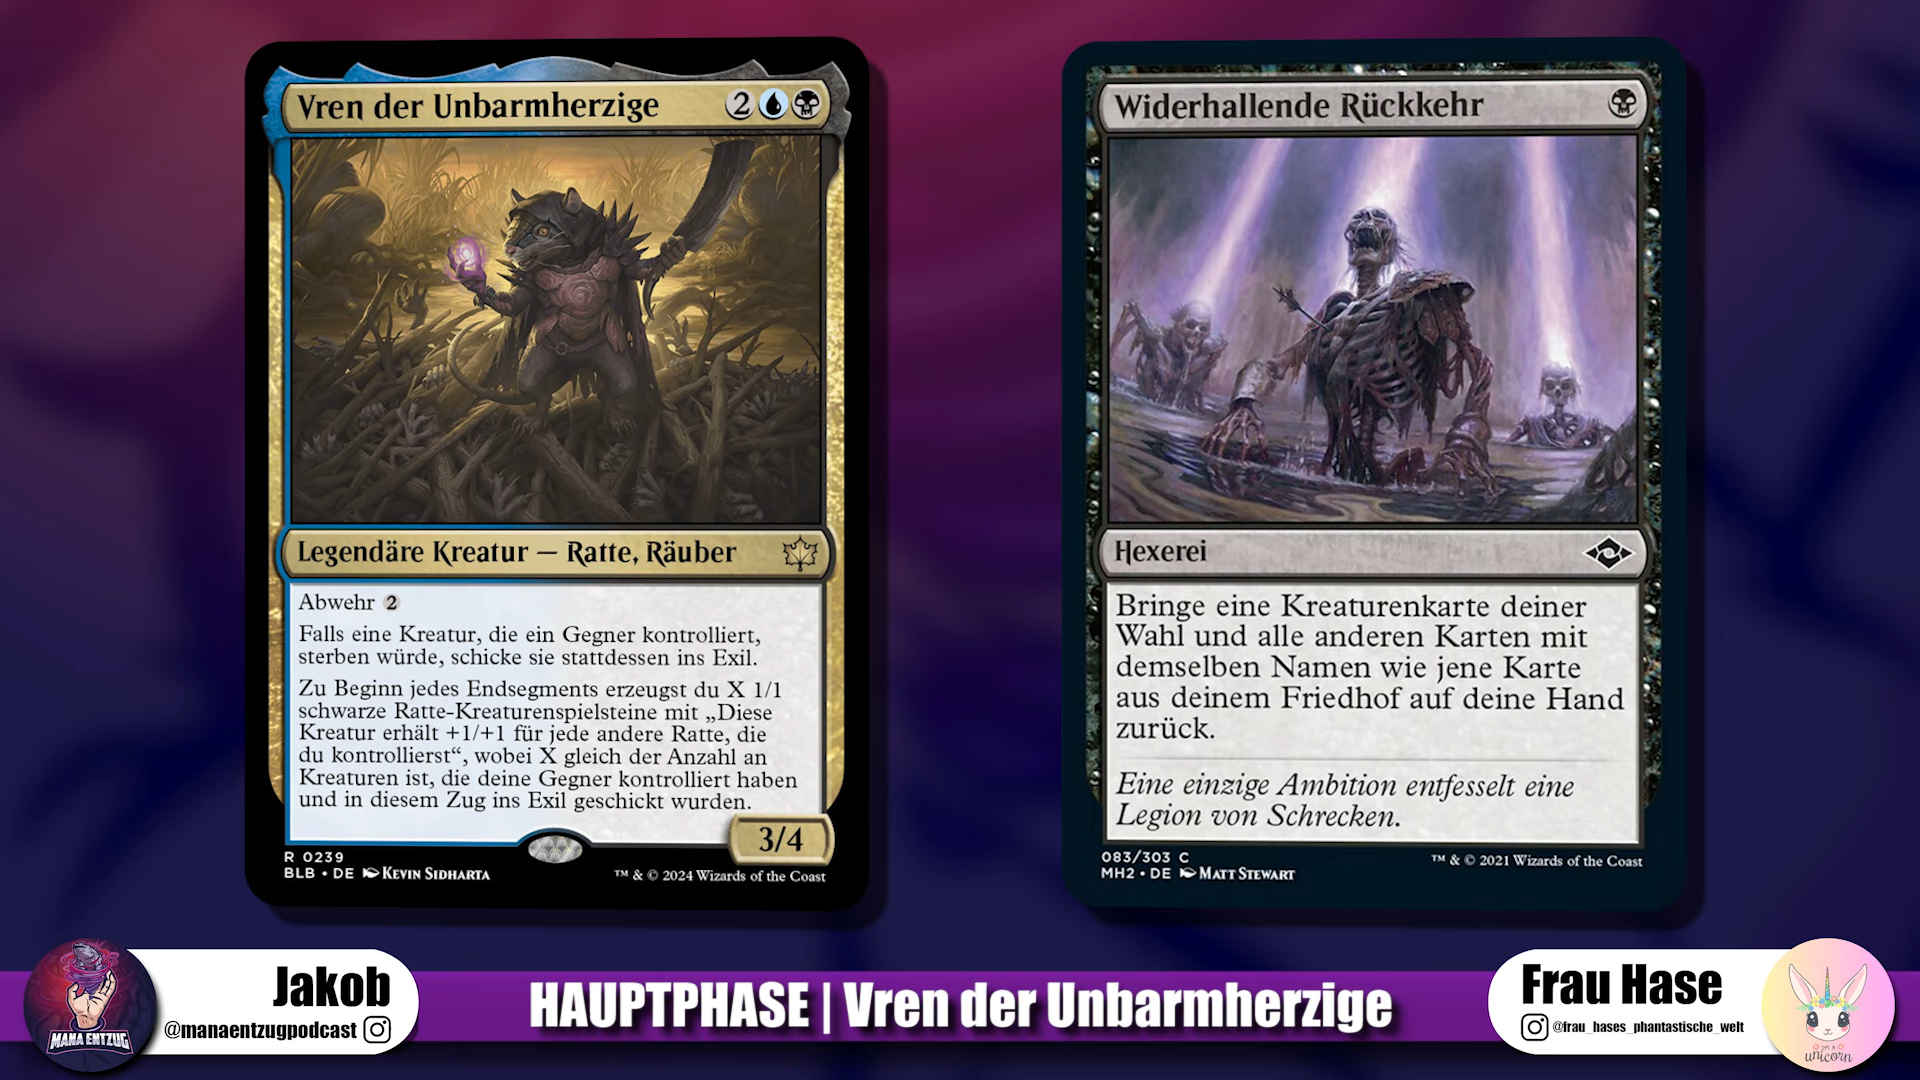 Vren der Unbarmherzige 2
Legendäre Kreatur — Ratte, Räuber
Abwehr 2
Falls eine Kreatur, die ein Gegner kontrolliert,
sterben würde, schicke sie stattdessen ins Exil.
Zu Beginn jedes Endsegments erzeugst du X 1/1
schwarze Ratte-Kreaturenspielsteine mit „Diese
Kreatur erhält +1/+1 für jede andere Ratte, die
du kontrollierst“, wobei X gleich der Anzahl an
Kreaturen ist, die deine Gegner kontrolliert haben
und in diesem Zug ins Exil geschickt wurden.
3/4
R 0239
BLB • DE Kevin Sidharta
™ & © 2024 Wizards of the Coast
Widerhallende Rückkehr
Hexerei
Bringe eine Kreaturenkarte deiner
Wahl und alle anderen Karten mit
demselben Namen wie jene Karte
aus deinem Friedhof auf deine Hand
zurück.
Eine einzige Ambition entfesselt eine
Legion von Schrecken.
083/303 C
MH2 • DE Matt Stewart
™ & © 2021 Wizards of the Coast
MANA ENTZUG
Jakob
@manaentzugpodcast
HAUPTPHASE | Vren der Unbarmherzige
Frau Hase
@frau_hases_phantastische_welt
unicorn